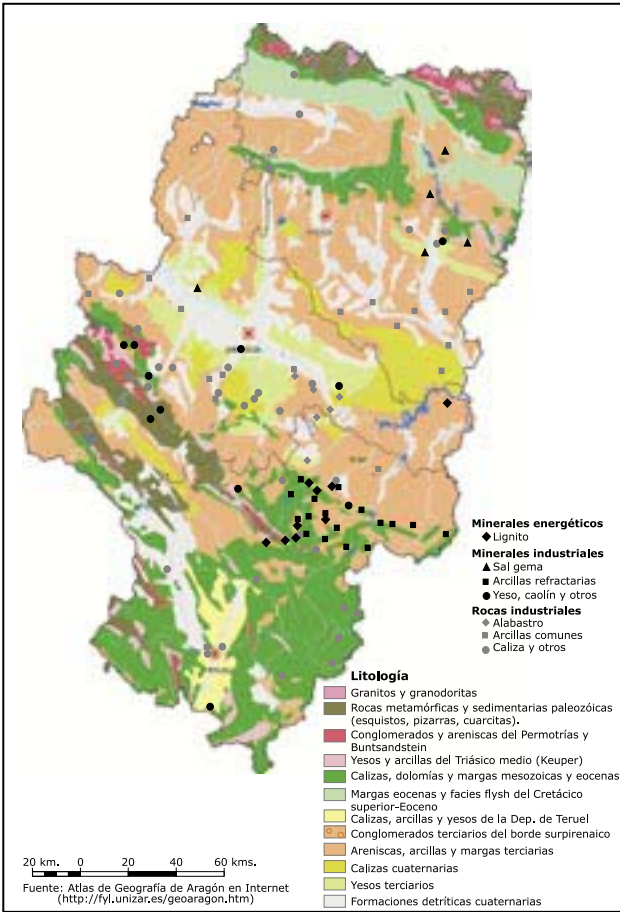 Minerales energéticos
Lignito
Minerales industriales
Sal gema
Arcillas refractarias
Yeso, caolín y otros
Rocas industriales
Alabastro
Arcillas comunes
Caliza y otros
Litología
Granitos y granodoritas
Rocas metamórficas y sedimentarias paleozóicas
(esquistos, pizarras, cuarcitas).
Conglomerados y areniscas del Permotrías y
Buntsandstein
Yesos y arcillas del Triásico medio (Keuper)
Calizas, dolomías y margas mesozoicas y eocenas
Margas eocenas y facies flysh del Cretácico
superior-Eoceno
Calizas, arcillas y yesos de la Dep. de Teruel
Conglomerados terciarios del borde surpirenaico
Areniscas, arcillas y margas terciarias
Calizas cuaternarias
Yesos terciarios
Formaciones detríticas cuaternarias
20 km. 0 20 40 60 kms.
Fuente: Atlas de Geografía de Aragón en Internet
(http://fyl.unizar.es/geoaragon.htm)